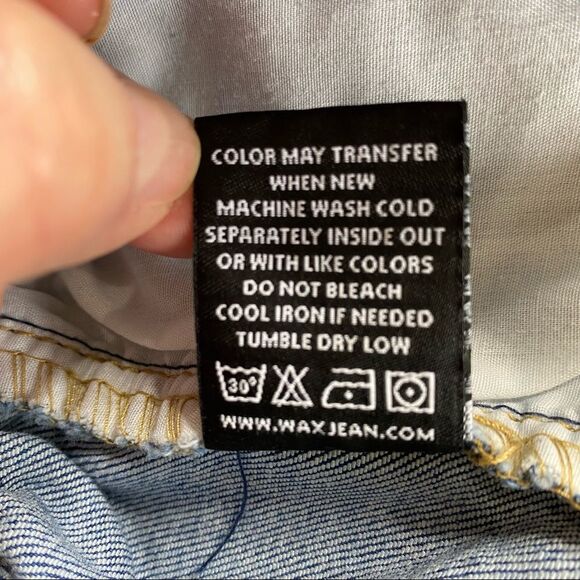 COLOR MAY TRANSFER
WHEN NEW
MACHINE WASH COLD
SEPARATELY INSIDE OUT
OR WITH LIKE COLORS
DO NOT BLEACH
COOL IRON IF NEEDED
TUMBLE DRY LOW
30°
WWW.WAXJEAN.COM